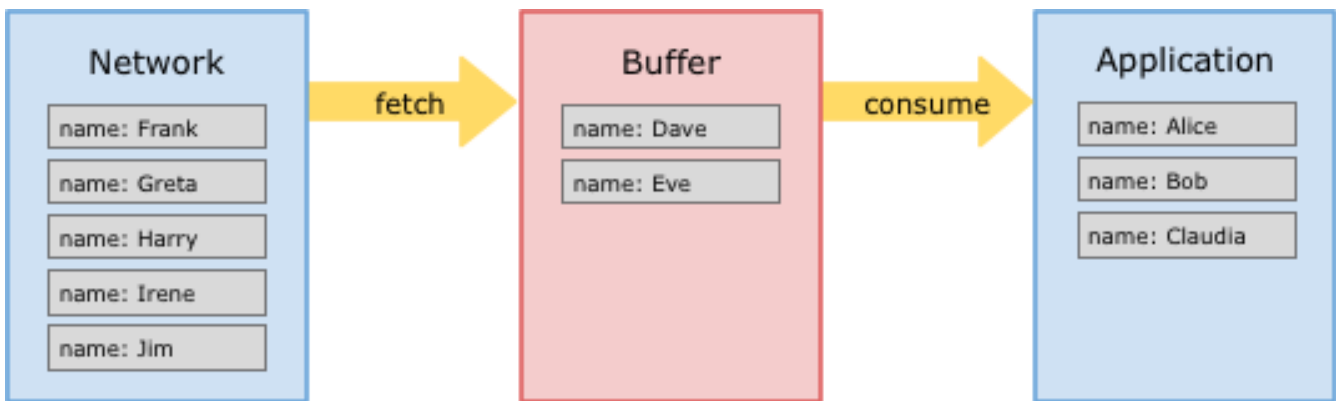 Network
name: Frank
name: Greta
name: Harry
name: Irene
name: Jim
fetch
Buffer
name: Dave
name: Eve
consume
Application
name: Alice
name: Bob
name: Claudia